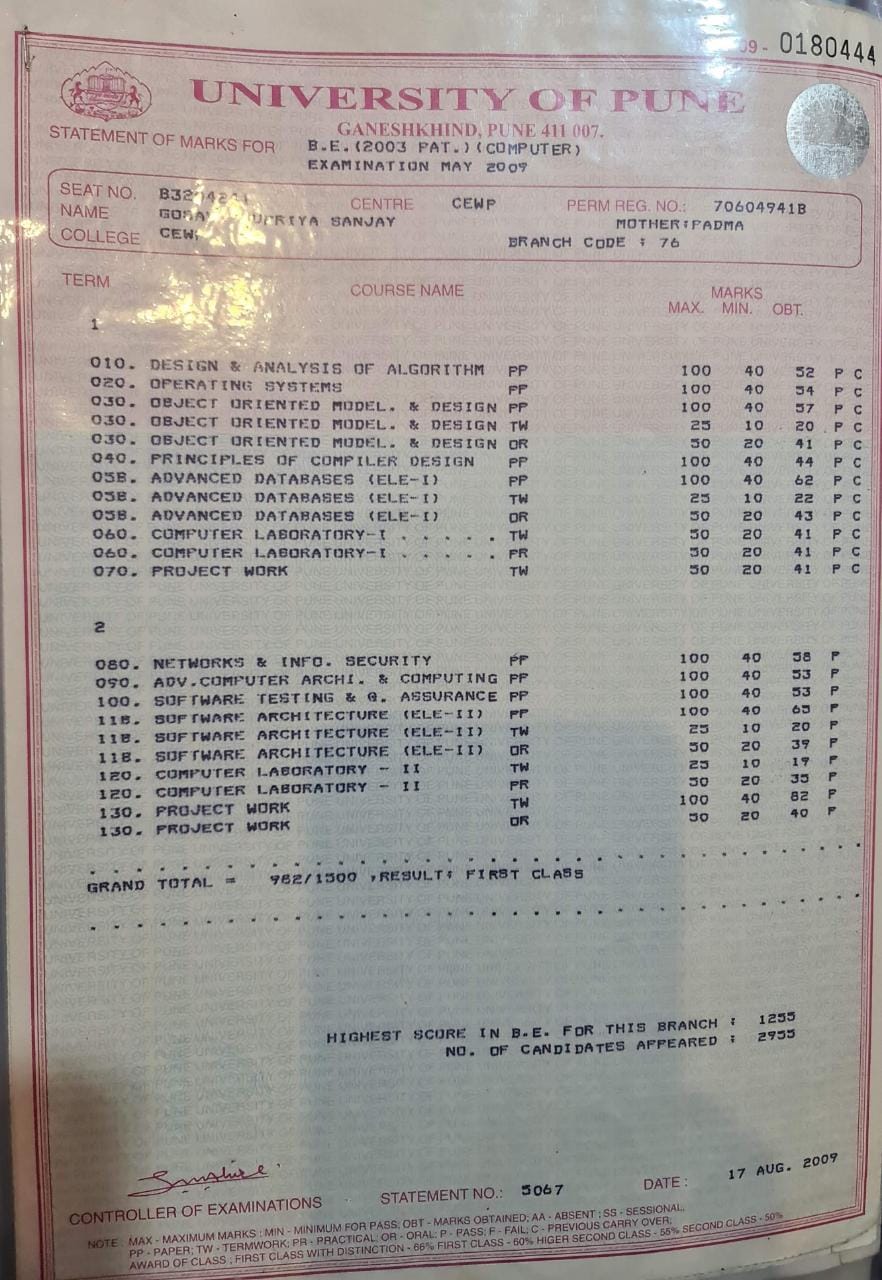 09 - 0180444
UNIVERSITY OF PUNE
GANESHKHIND, PUNE 411 007.
STATEMENT OF MARKS FOR B.E.(2003 PAT.)(COMPUTER)
EXAMINATION MAY 2009
SEAT NO. CENTRE CEWP PERM REG. NO.: 70604941B
NAME SANJAY MOTHER:PADMA
COLLEGE CEW, BRANCH CODE : 76
TERM COURSE NAME MARKS
MAX. MIN. OBT.
1
010. DESIGN & ANALYSIS OF ALGORITHM PP 100 40 52 P C
020. OPERATING SYSTEMS PP 100 40 54 P C
030. OBJECT ORIENTED MODEL. & DESIGN PP 100 40 57 P C
030. OBJECT ORIENTED MODEL. & DESIGN TW 25 10 20 P C
030. OBJECT ORIENTED MODEL. & DESIGN OR 50 20 41 P C
040. PRINCIPLES OF COMPILER DESIGN PP 100 40 44 P C
05B. ADVANCED DATABASES (ELE-I) PP 100 40 62 P C
05B. ADVANCED DATABASES (ELE-I) TW 25 10 22 P C
05B. ADVANCED DATABASES (ELE-I) OR 50 20 43 P C
060. COMPUTER LABORATORY-I . . . . . TW 50 20 41 P C
060. COMPUTER LABORATORY-I . . . . . PR 50 20 41 P C
070. PROJECT WORK TW 50 20 41 P C
2
080. NETWORKS & INFO. SECURITY PP 100 40 58 P
090. ADV.COMPUTER ARCHI. & COMPUTING PP 100 40 53 P
100. SOFTWARE TESTING & Q. ASSURANCE PP 100 40 53 P
11B. SOFTWARE ARCHITECTURE (ELE-II) PP 100 40 65 P
11B. SOFTWARE ARCHITECTURE (ELE-II) TW 25 10 20 P
11B. SOFTWARE ARCHITECTURE (ELE-II) OR 50 20 39 P
120. COMPUTER LABORATORY - II TW 25 10 19 P
120. COMPUTER LABORATORY - II PR 50 20 35 P
130. PROJECT WORK TW 100 40 82 P
130. PROJECT WORK OR 50 20 40 P
GRAND TOTAL = 982/1500 ,RESULT: FIRST CLASS
HIGHEST SCORE IN B.E. FOR THIS BRANCH : 1255
NO. OF CANDIDATES APPEARED : 2955
CONTROLLER OF EXAMINATIONS STATEMENT NO.: 5067 DATE : 17 AUG. 2009
NOTE : MAX - MAXIMUM MARKS ; MIN - MINIMUM FOR PASS; OBT - MARKS OBTAINED; AA - ABSENT ; SS - SESSIONAL,
PP - PAPER; TW - TERMWORK; PR - PRACTICAL; OR - ORAL; P - PASS; F - FAIL; C - PREVIOUS CARRY OVER;
AWARD OF CLASS ; FIRST CLASS WITH DISTINCTION - 66% FIRST CLASS - 60% HIGER SECOND CLASS - 55% SECOND CLASS - 50%